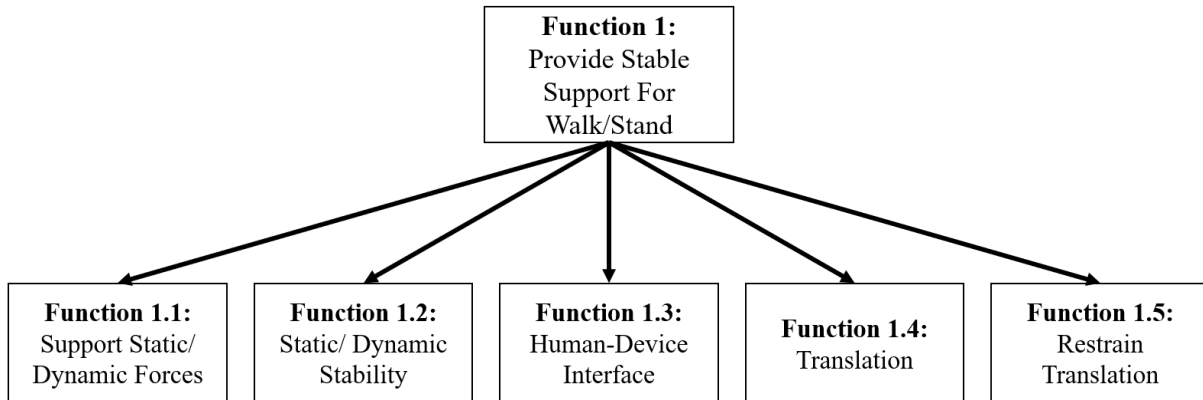 Function 1:
Provide Stable
Support For
Walk/Stand
Function 1.1:
Support Static/
Dynamic Forces
Function 1.2:
Static/ Dynamic
Stability
Function 1.3:
Human-Device
Interface
Function 1.4:
Translation
Function 1.5:
Restrain
Translation